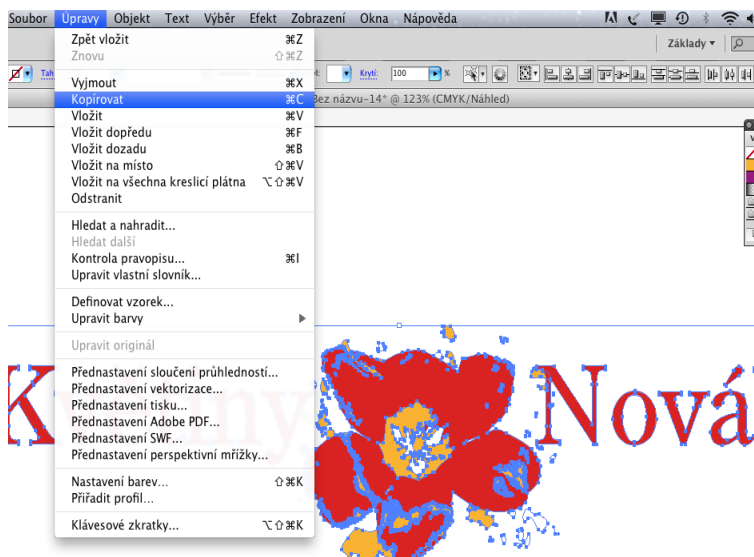 Soubor Úpravy Objekt Text Výběr Efekt Zobrazení Okna Nápověda
Základy
Zpět vložit ⌘Z
Znovu ⇧⌘Z
Tah
Krytí: 100 %
Vyjmout ⌘X
Kopírovat ⌘C
Bez názvu-14* @ 123% (CMYK/Náhled)
Vložit ⌘V
Vložit dopředu ⌘F
Vložit dozadu ⌘B
Vložit na místo ⇧⌘V
Vložit na všechna kreslicí plátna ⌥⇧⌘V
Odstranit
Hledat a nahradit...
Hledat další
Kontrola pravopisu... ⌘I
Upravit vlastní slovník...
Definovat vzorek...
Upravit barvy
Upravit originál
Přednastavení sloučení průhledností...
Přednastavení vektorizace...
Přednastavení tisku...
Přednastavení Adobe PDF...
Přednastavení SWF...
Přednastavení perspektivní mřížky...
Nastavení barev... ⇧⌘K
Přiřadit profil...
Klávesové zkratky... ⌥⇧⌘K
Nová